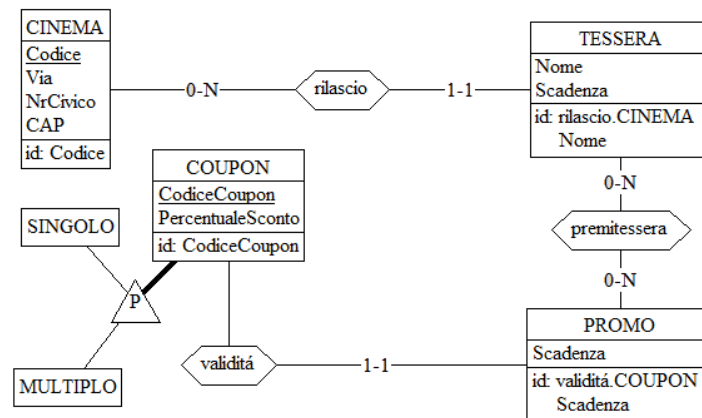 CINEMA
Codice
Via
NrCivico
CAP
id: Codice
0-N
rilascio
1-1
TESSERA
Nome
Scadenza
id: rilascio.CINEMA
Nome
COUPON
CodiceCoupon
PercentualeSconto
id: CodiceCoupon
SINGOLO
P
MULTIPLO
0-N
premitessera
0-N
validitá
1-1
PROMO
Scadenza
id: validitá.COUPON
Scadenza